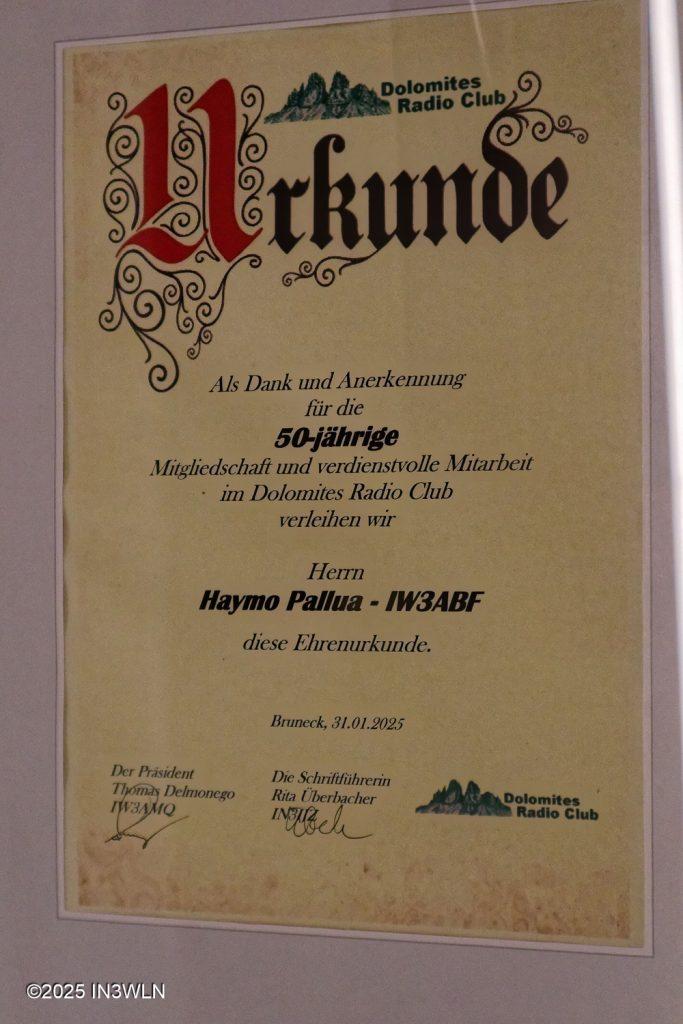 Dolomites
Radio Club
Urkunde
Als Dank und Anerkennung
für die
50-jährige
Mitgliedschaft und verdienstvolle Mitarbeit
im Dolomites Radio Club
verleihen wir
Herrn
Haymo Pallua - IW3ABF
diese Ehrenurkunde.
Bruneck, 31.01.2025
Der Präsident
Thomas Delmonego
IW3AMQ
Die Schriftführerin
Rita Überbacher
Dolomites
Radio Club
©2025 IN3WLN